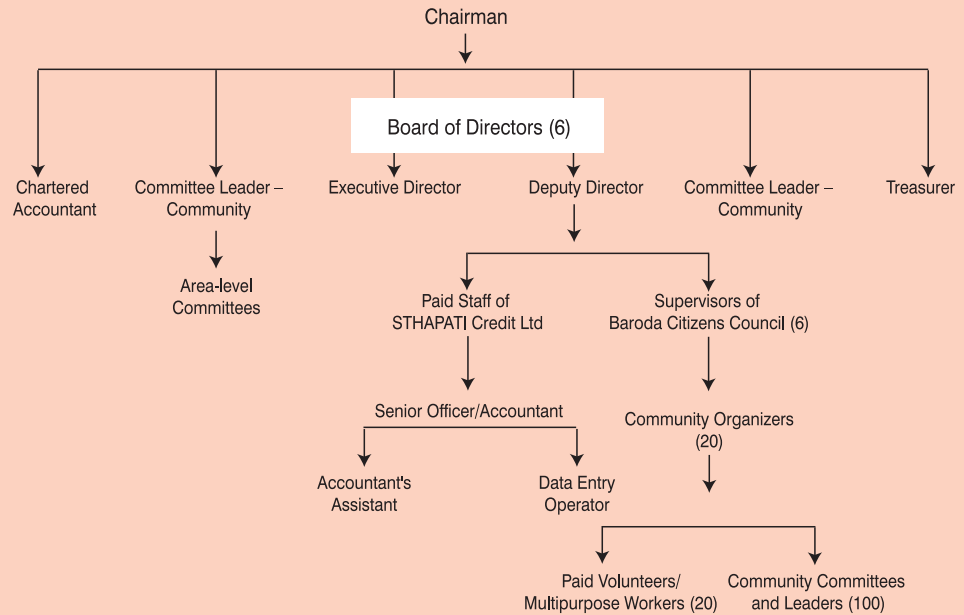 Chairman
Board of Directors (6)
Chartered
Accountant
Committee Leader –
Community
Executive Director
Deputy Director
Committee Leader –
Community
Treasurer
Area-level
Committees
Paid Staff of
STHAPATI Credit Ltd
Supervisors of
Baroda Citizens Council (6)
Senior Officer/Accountant
Community Organizers
(20)
Accountant's
Assistant
Data Entry
Operator
Paid Volunteers/
Multipurpose Workers (20)
Community Committees
and Leaders (100)